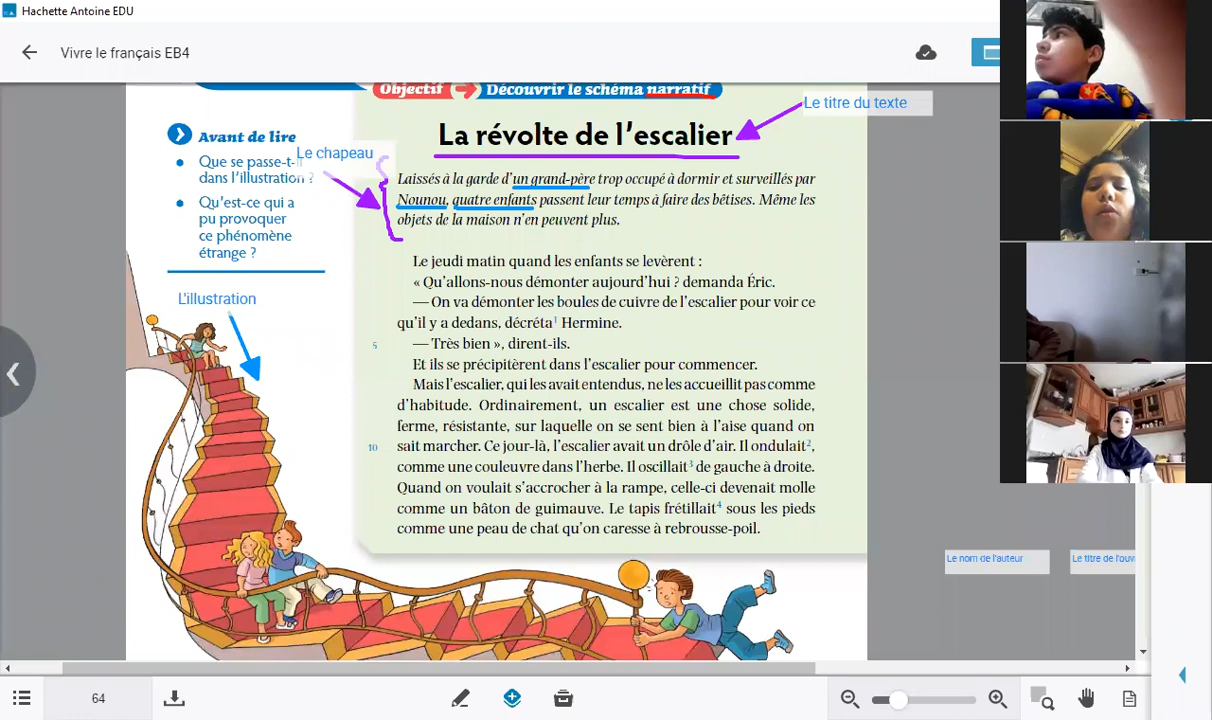 Hachette Antoine EDU
Vivre le français EB4
Objectif Découvrir le schéma narratif
Le titre du texte
La révolte de l'escalier
Avant de lire
Que se passe-t-il
dans l'illustration ?
Qu'est-ce qui a
pu provoquer
ce phénomène
étrange ?
Le chapeau
L'illustration
Laissés à la garde d'un grand-père trop occupé à dormir et surveillés par
Nounou, quatre enfants passent leur temps à faire des bêtises. Même les
objets de la maison n'en peuvent plus.
Le jeudi matin quand les enfants se levèrent :
« Qu'allons-nous démonter aujourd'hui ? demanda Éric.
— On va démonter les boules de cuivre de l'escalier pour voir ce
qu'il y a dedans, décréta1 Hermine.
5 — Très bien », dirent-ils.
Et ils se précipitèrent dans l'escalier pour commencer.
Mais l'escalier, qui les avait entendus, ne les accueillit pas comme
d'habitude. Ordinairement, un escalier est une chose solide,
ferme, résistante, sur laquelle on se sent bien à l'aise quand on
10 sait marcher. Ce jour-là, l'escalier avait un drôle d'air. Il ondulait2,
comme une couleuvre dans l'herbe. Il oscillait3 de gauche à droite.
Quand on voulait s'accrocher à la rampe, celle-ci devenait molle
comme un bâton de guimauve. Le tapis frétillait4 sous les pieds
comme une peau de chat qu'on caresse à rebrousse-poil.
Le nom de l'auteur
Le titre de l'ouv
64